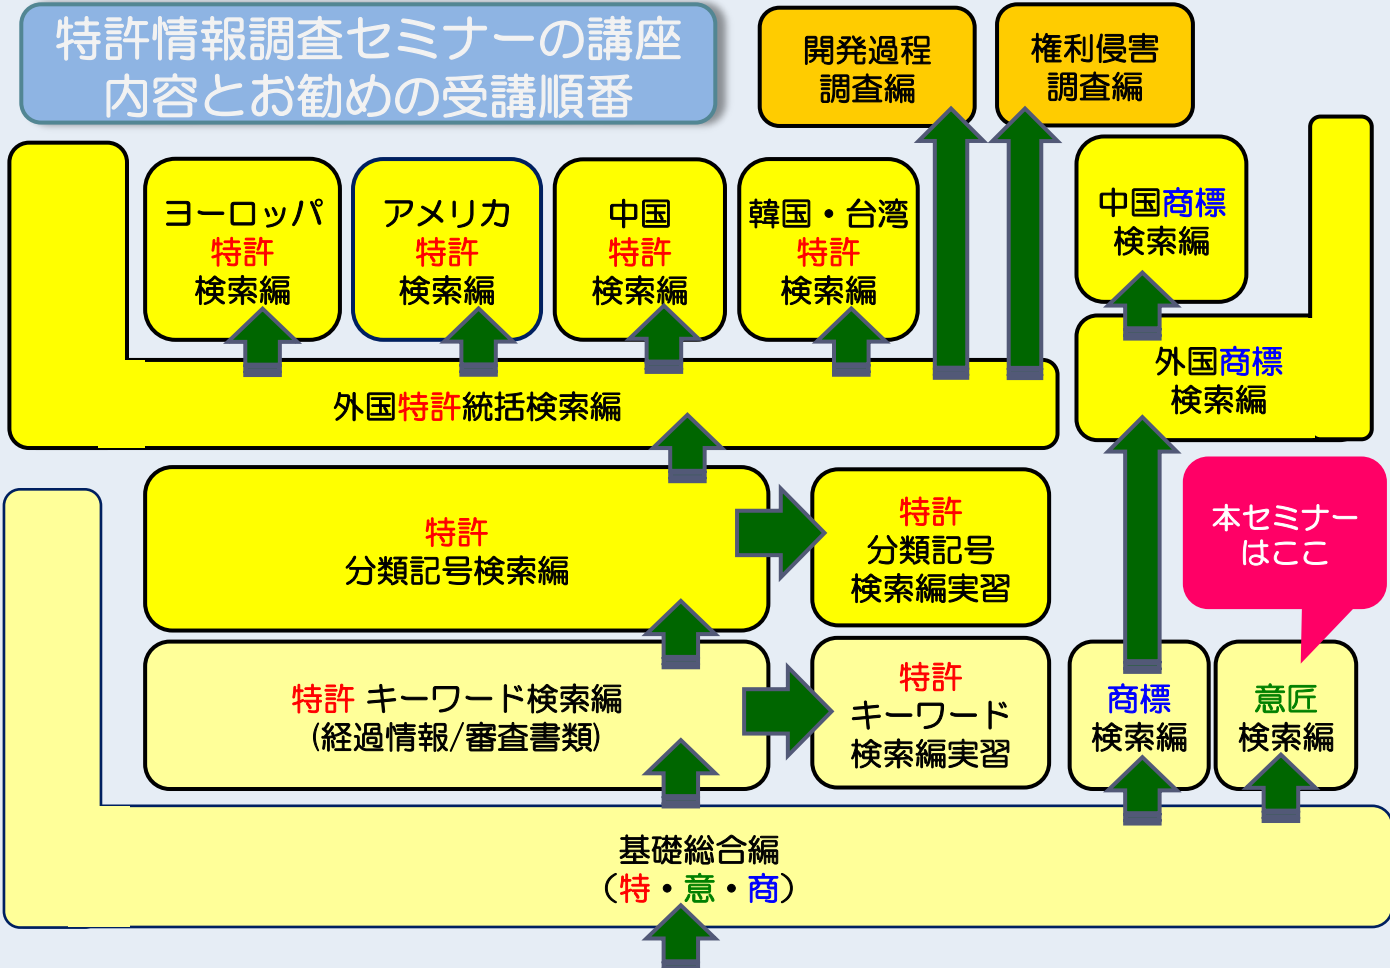 特許情報調査セミナーの講座
内容とお勧めの受講順番
開発過程
調査編
権利侵害
調査編
ヨーロッパ
特許
検索編
アメリカ
特許
検索編
中国
特許
検索編
韓国・台湾
特許
検索編
中国商標
検索編
外国特許統括検索編
外国商標
検索編
特許
分類記号検索編
特許
分類記号
検索編実習
本セミナー
はここ
特許 キーワード検索編
(経過情報/審査書類)
特許
キーワード
検索編実習
商標
検索編
意匠
検索編
基礎総合編
（特・意・商）